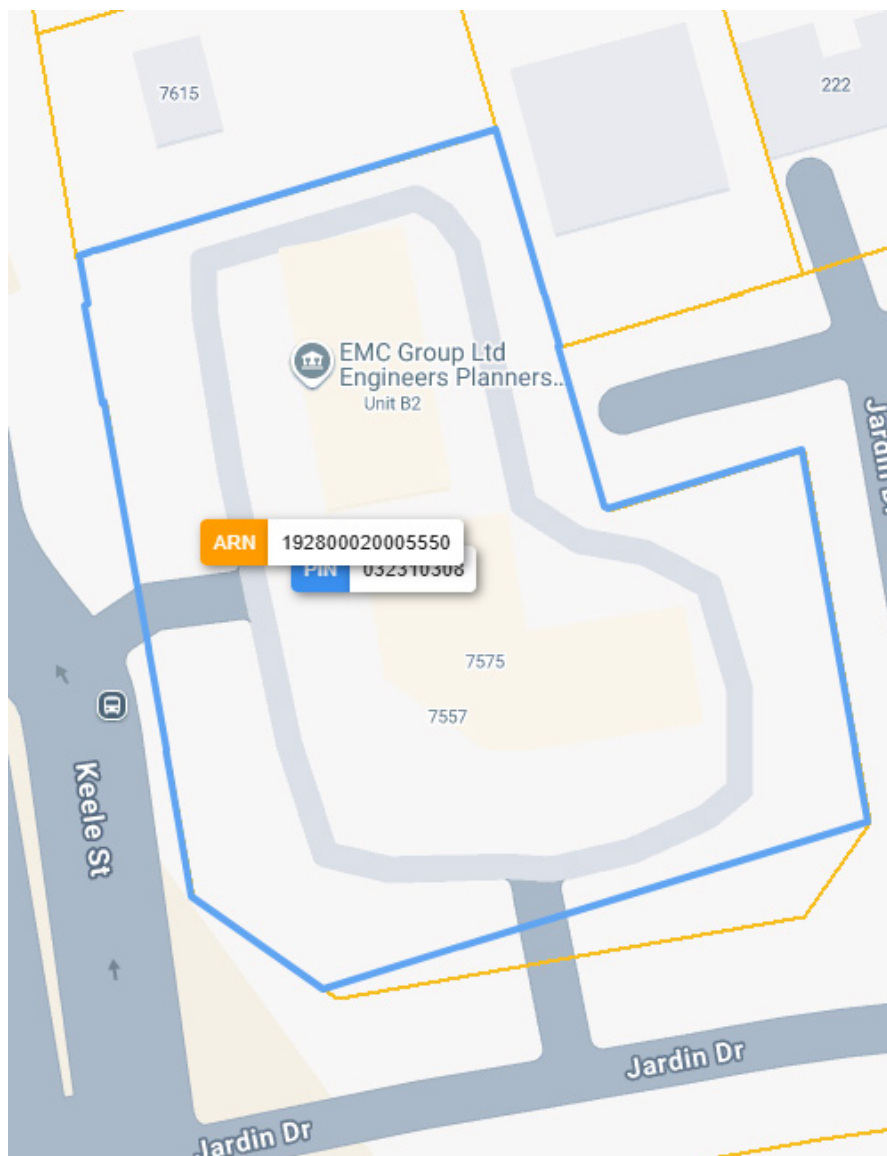 7615
222
EMC Group Ltd
Engineers Planners...
Unit B2
Jardin Dr
ARN 192800020005550
PIN 032310308
7575
7557
Keele St
Jardin Dr
Jardin Dr